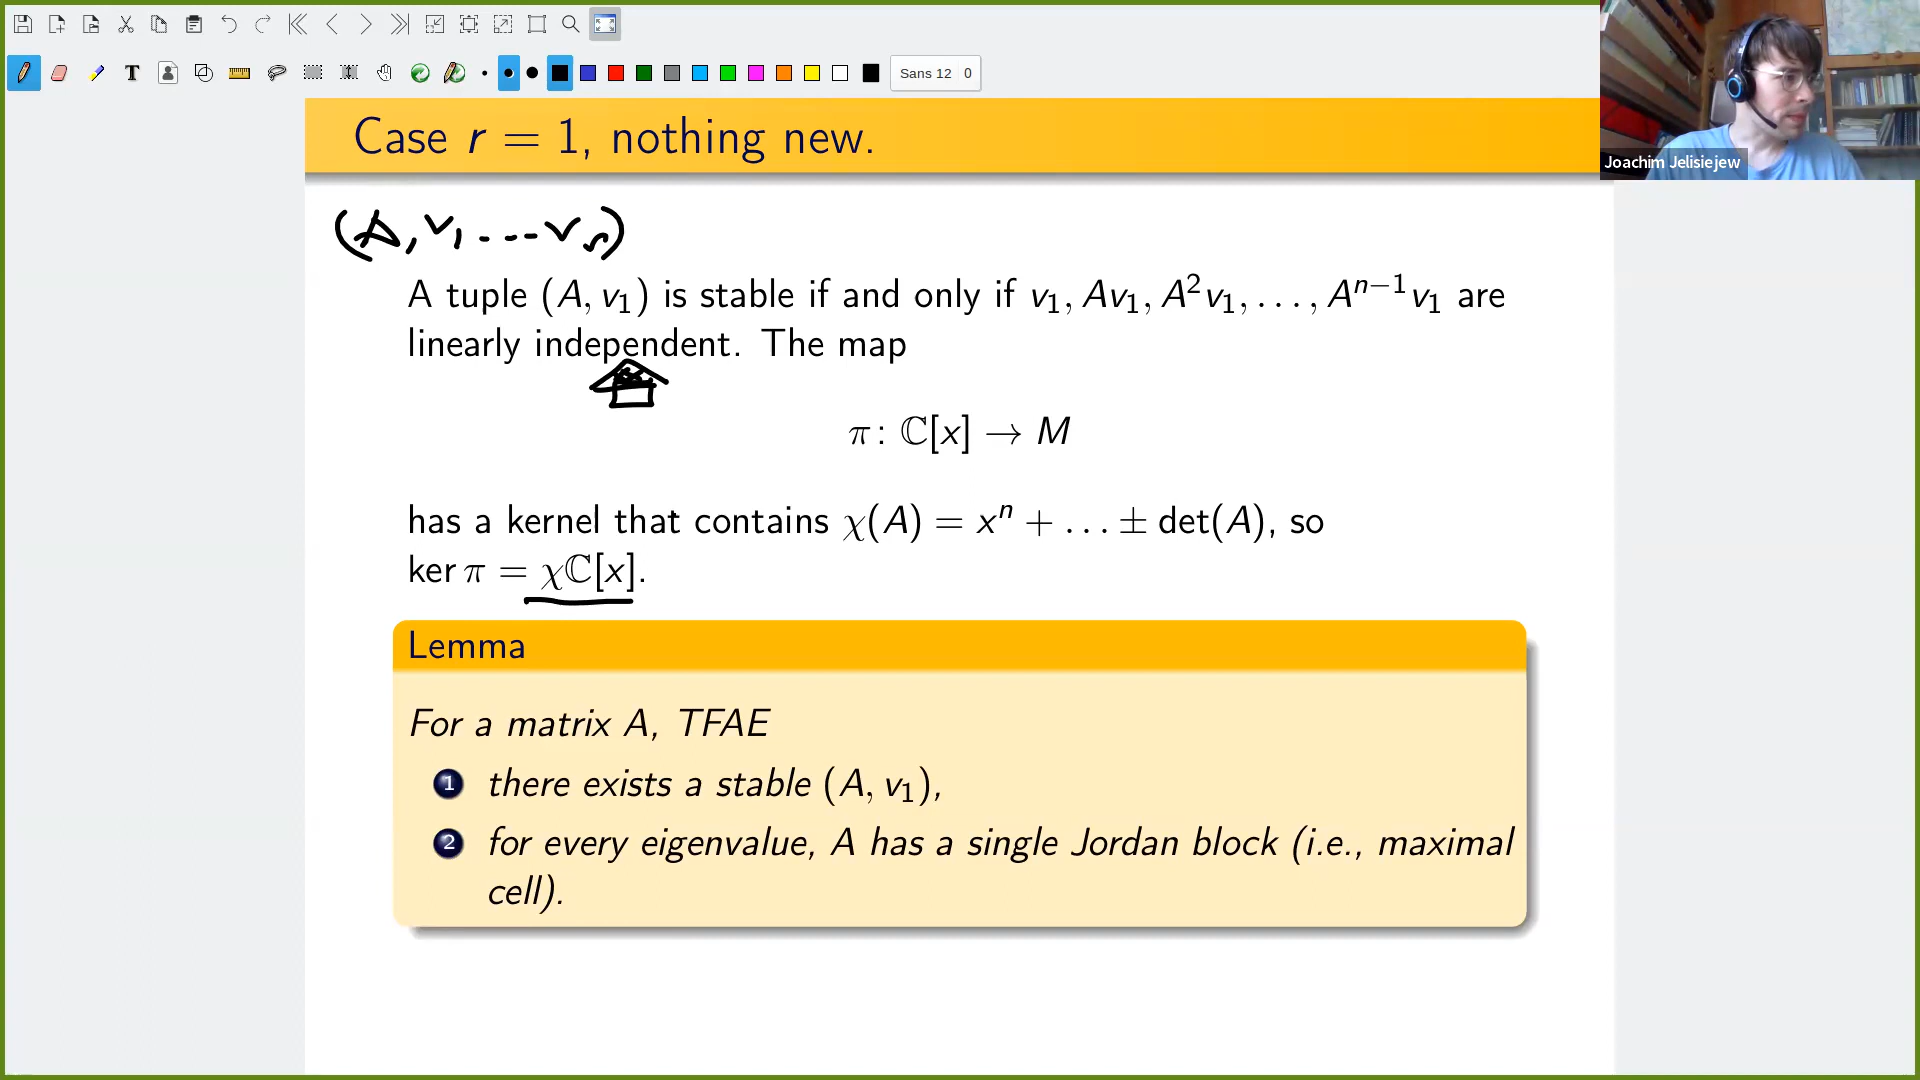 T
Sans 12 0
Joachim Jelisiejew
Case r = 1, nothing new.
(A, v₁ ... vᵣ)
A tuple (A, v₁) is stable if and only if v₁, Av₁, A²v₁, . . . , Aⁿ⁻¹v₁ are
linearly independent. The map
π: ℂ[x] → M
has a kernel that contains χ(A) = xⁿ + . . . ± det(A), so
ker π = χℂ[x].
Lemma
For a matrix A, TFAE
1 there exists a stable (A, v₁),
2 for every eigenvalue, A has a single Jordan block (i.e., maximal
cell).